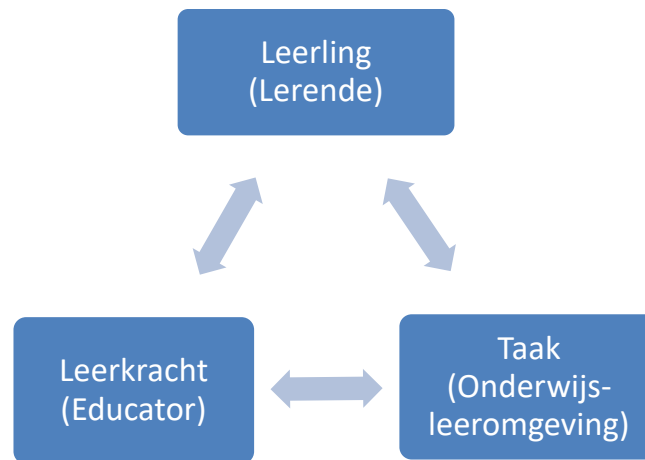 Leerling
(Lerende)
Leerkracht
(Educator)
Taak
(Onderwijs-
leeromgeving)